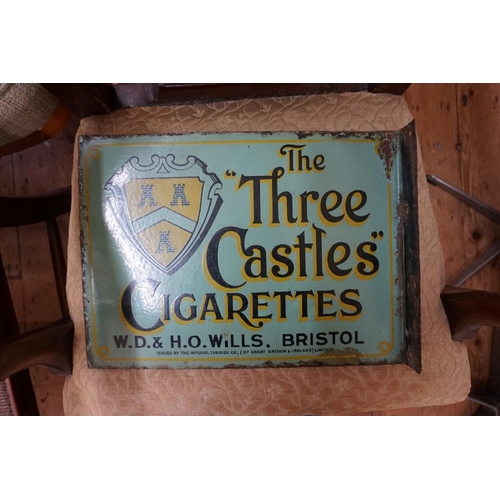 The
"Three
Castles"
CIGARETTES
W.D. & H.O. WILLS, BRISTOL
ISSUED BY THE IMPERIAL TOBACCO CO., (OF GREAT BRITAIN & IRELAND) LIMITED